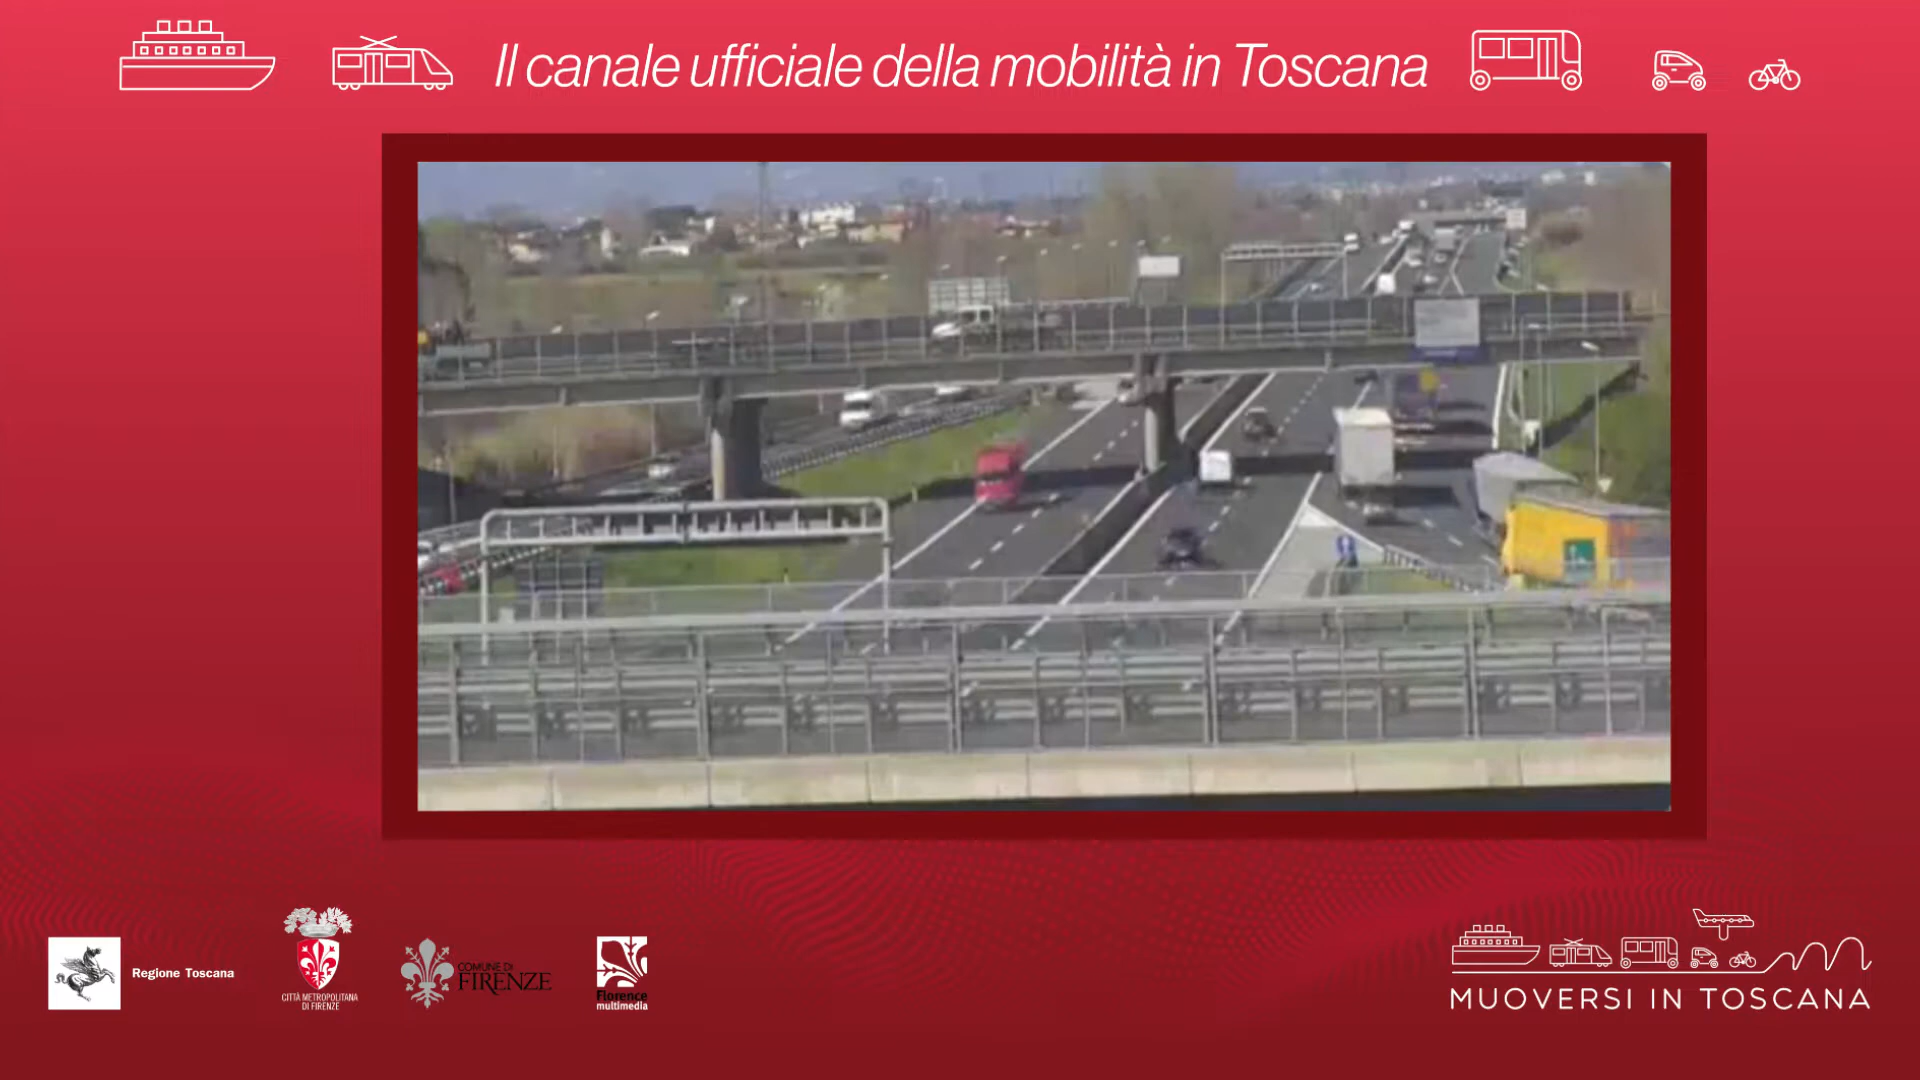 Il canale ufficiale della mobilità in Toscana
Regione Toscana
CITTÀ METROPOLITANA
DI FIRENZE
COMUNE DI
FIRENZE
Florence
multimedia
MUOVERSI IN TOSCANA